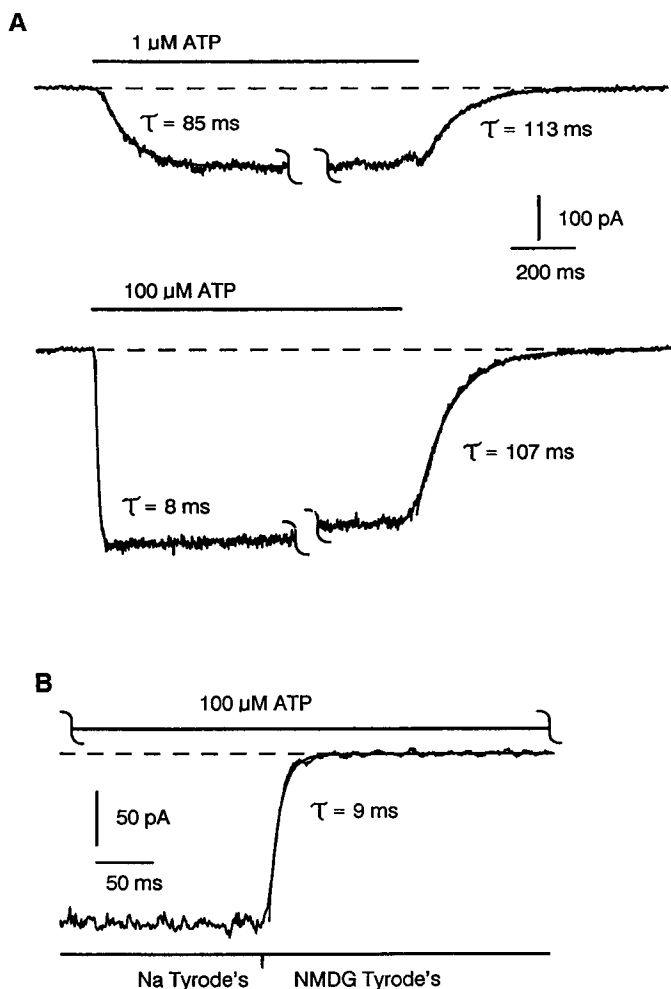 A
1 µM ATP
τ = 85 ms
τ = 113 ms
100 pA
200 ms
100 µM ATP
τ = 107 ms
τ = 8 ms
B
100 µM ATP
50 pA
τ = 9 ms
50 ms
Na Tyrode's
NMDG Tyrode's